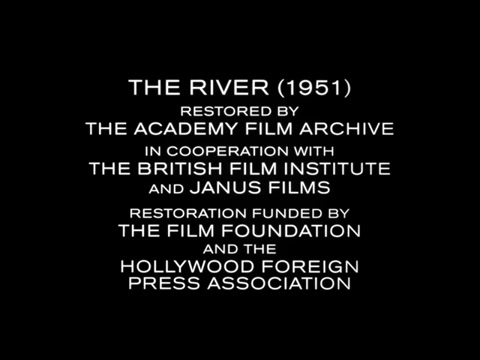 THE RIVER (1951)
RESTORED BY
THE ACADEMY FILM ARCHIVE
IN COOPERATION WITH
THE BRITISH FILM INSTITUTE
AND JANUS FILMS
RESTORATION FUNDED BY
THE FILM FOUNDATION
AND THE
HOLLYWOOD FOREIGN
PRESS ASSOCIATION